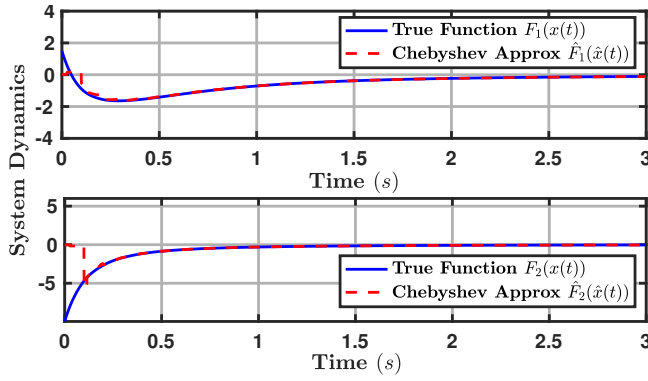 System Dynamics
4
2
0
-2
-4
True Function F₁(x(t))
Chebyshev Approx F̂₁(x̂(t))
0 0.5 1 1.5 2 2.5 3
Time (s)
5
0
-5
True Function F₂(x(t))
Chebyshev Approx F̂₂(x̂(t))
0 0.5 1 1.5 2 2.5 3
Time (s)